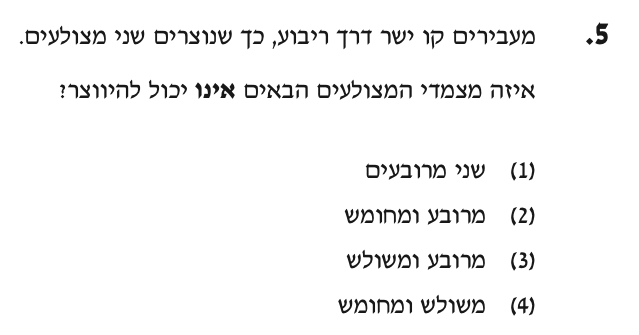 5. מעבירים קו ישר דרך ריבוע, כך שנוצרים שני מצולעים.
איזה מצמדי המצולעים הבאים אינו יכול להיווצר?
(1) שני מרובעים
(2) מרובע ומחומש
(3) מרובע ומשולש
(4) משולש ומחומש